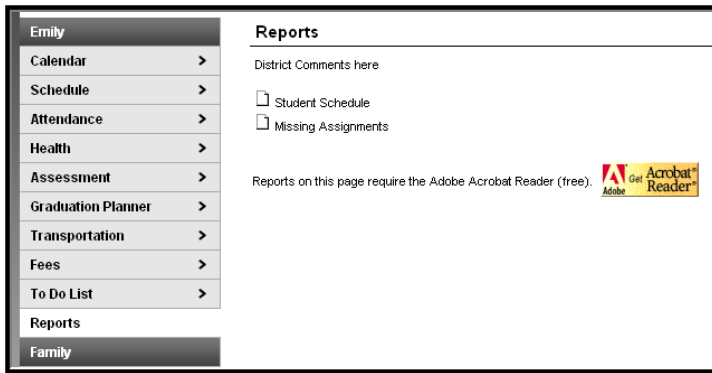 Emily
Calendar
Schedule
Attendance
Health
Assessment
Graduation Planner
Transportation
Fees
To Do List
Reports
Family
Reports
District Comments here
Student Schedule
Missing Assignments
Reports on this page require the Adobe Acrobat Reader (free).
Adobe
Get Acrobat®
Reader®